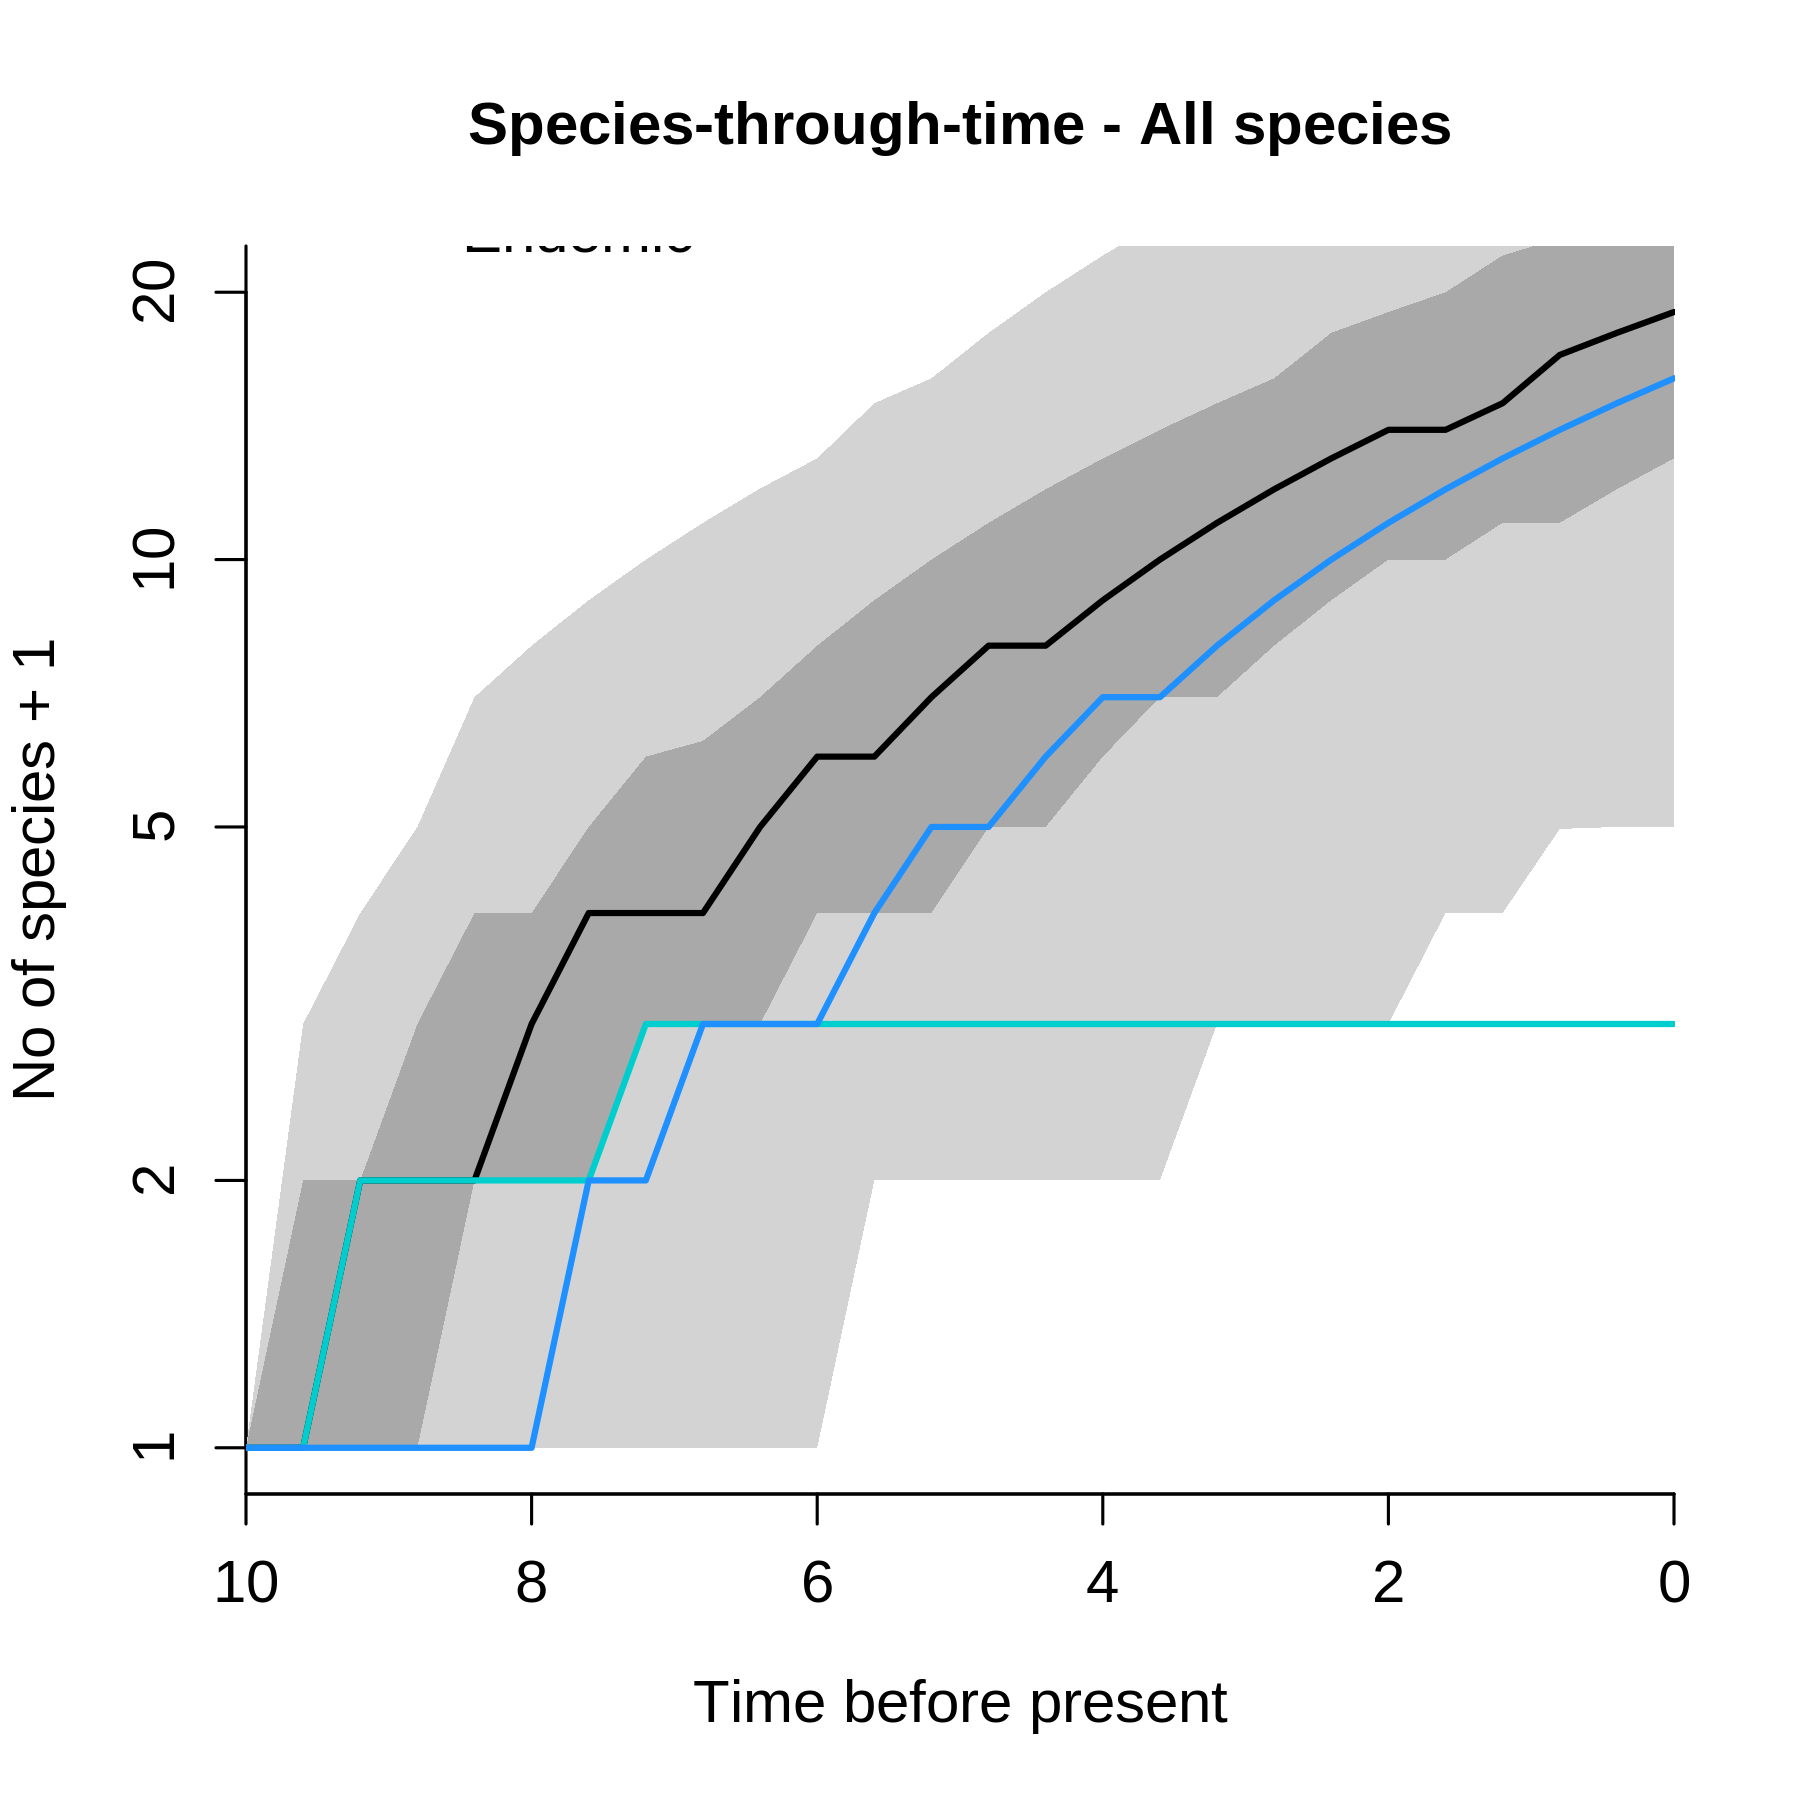 Species-through-time - All species
Endemic
20
10
5
2
1
No of species + 1
10 8 6 4 2 0
Time before present